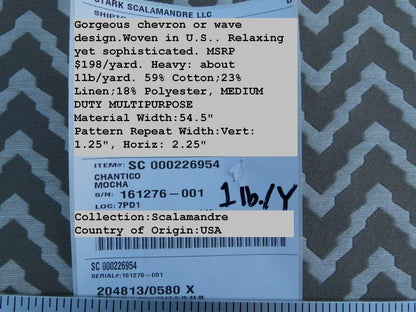 STARK SCALAMANDRE LLC
Gorgeous chevron or wave
design.Woven in U.S.. Relaxing
yet sophisticated. MSRP
$198/yard. Heavy: about
1lb/yard. 59% Cotton;23%
Linen;18% Polyester, MEDIUM
DUTY MULTIPURPOSE
Material Width:54.5"
Pattern Repeat Width:Vert:
1.25", Horiz: 2.25"
ITEM#: SC 000226954
CHANTICO
MOCHA
S/N: 161276-001
LOC: 7PD1
1 lb./Y
Collection:Scalamandre
Country of Origin:USA
SC 000226954
SERIAL#:161276-001
204813/0580 X